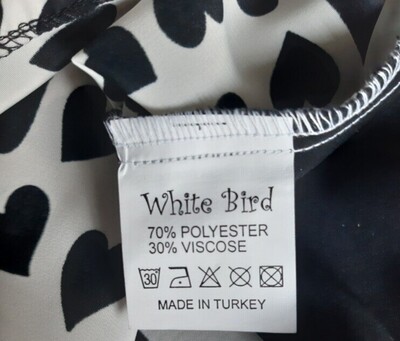 White Bird
70% POLYESTER
30% VISCOSE
30
MADE IN TURKEY